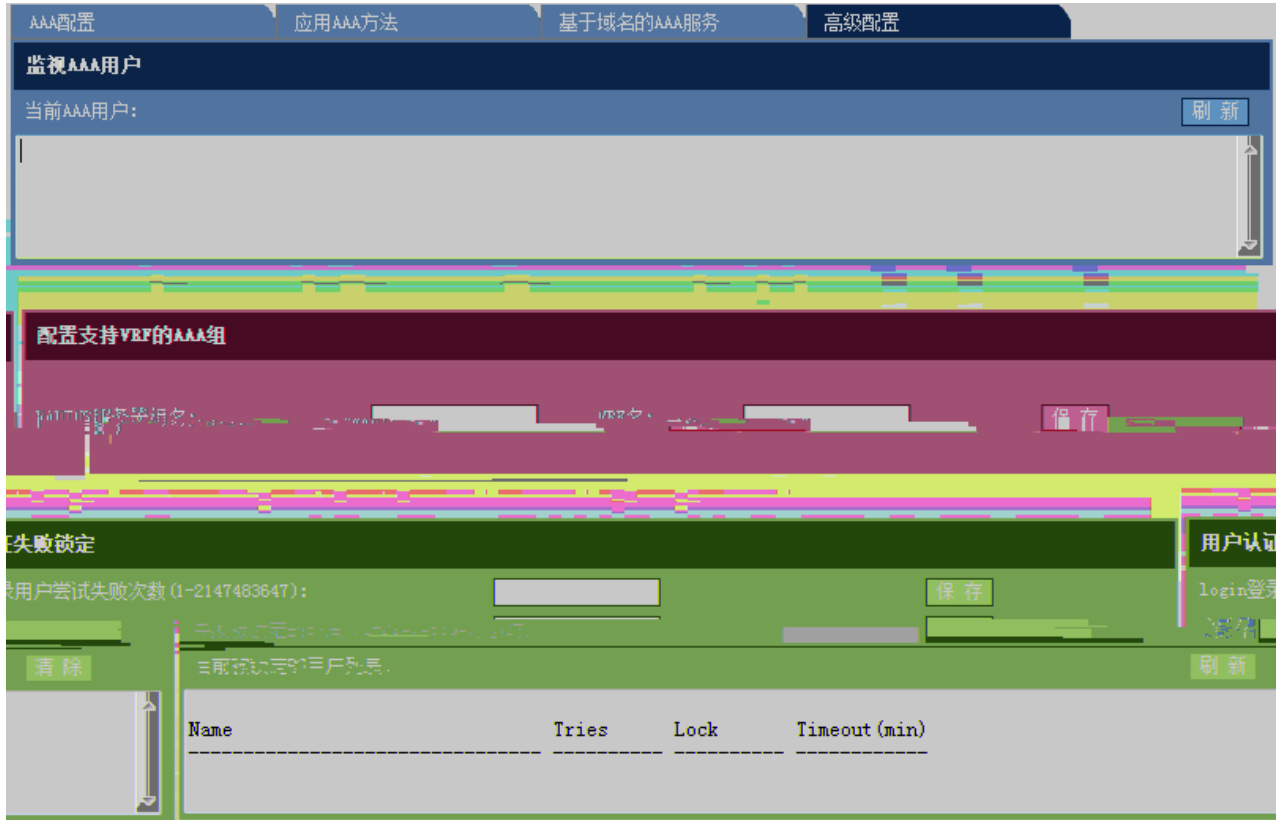 AAA配置 应用AAA方法 基于域名的AAA服务 高级配置
监视AAA用户
当前AAA用户: 刷 新
配置支持VRF的AAA组
服务器组名: VRF名: 保 存
失败锁定 用户认证
录用户尝试失败次数(1-2147483647): 保 存 login登录
清 除 刷 新
Name Tries Lock Timeout(min)